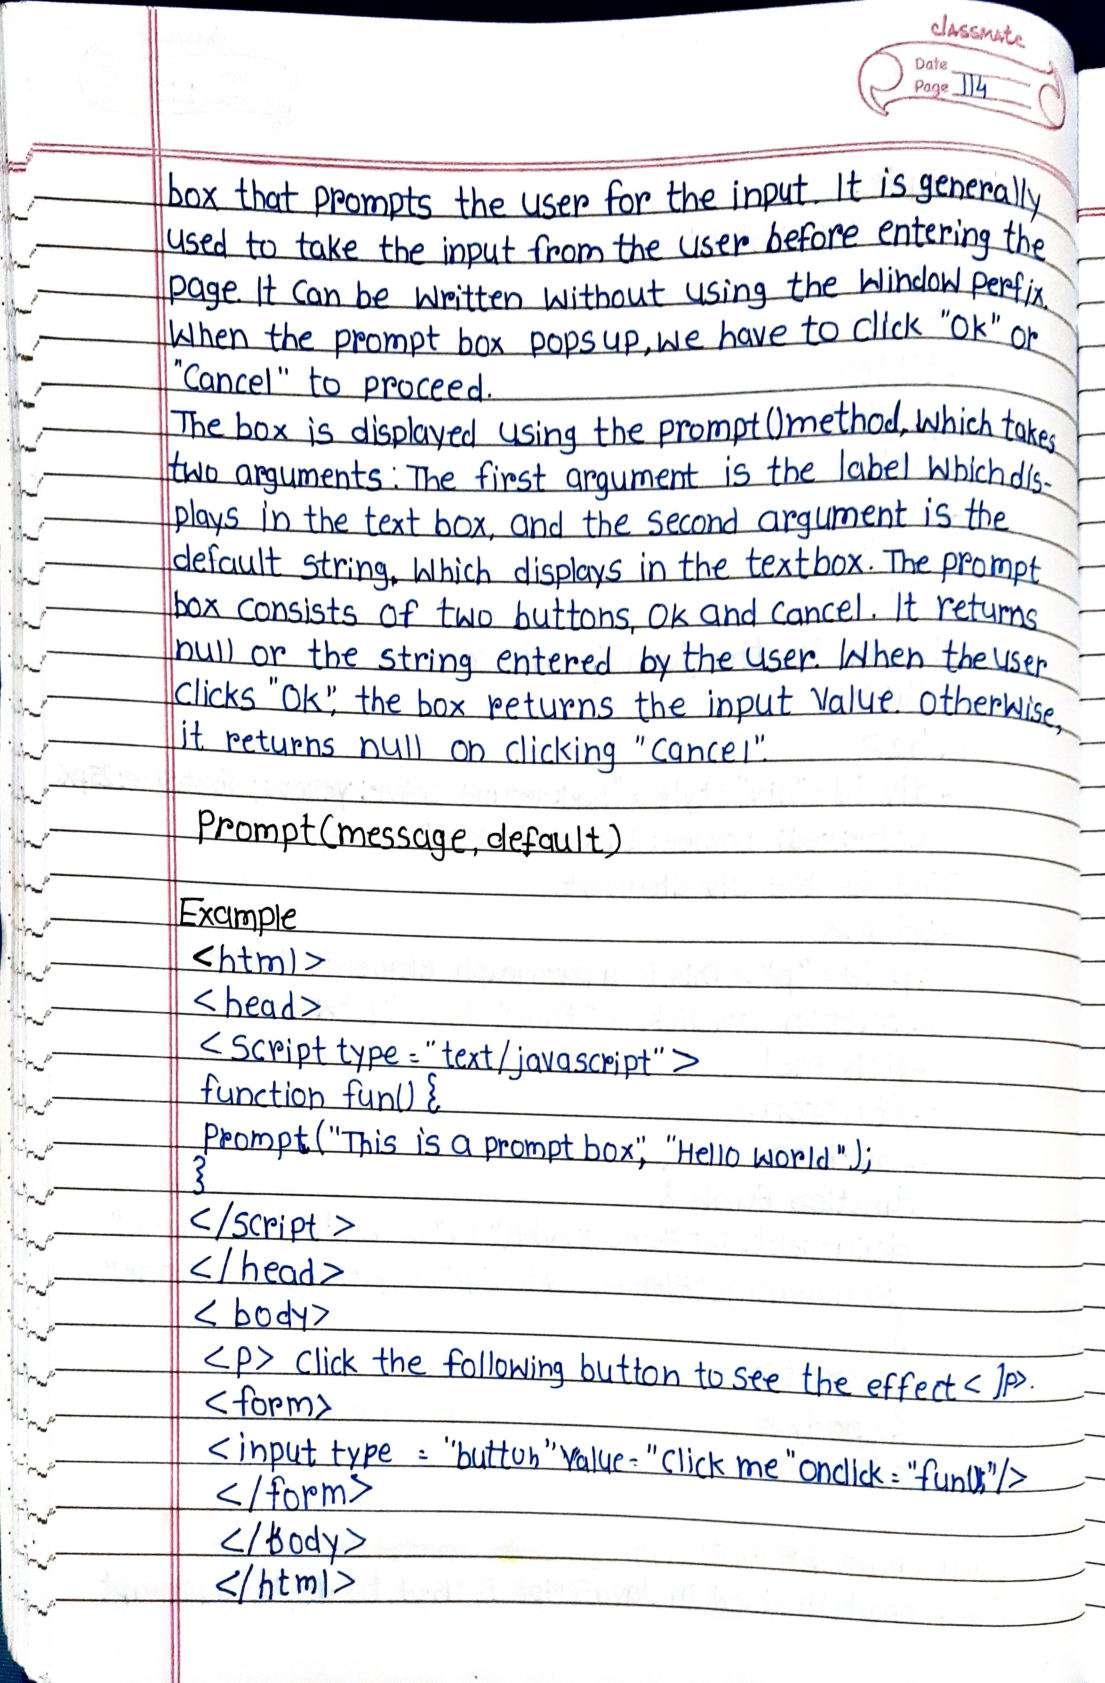 classmate
Date
Page 114
box that prompts the user for the input. It is generally
used to take the input from the user before entering the
page. It can be written without using the window perfix.
When the prompt box pops up, we have to click "Ok" or
"Cancel" to proceed.
The box is displayed using the prompt() method, which takes
two arguments: The first argument is the label which dis-
plays in the text box, and the second argument is the
default string, which displays in the textbox. The prompt
box consists of two buttons, Ok and Cancel. It returns
null or the string entered by the user. When the user
clicks "Ok", the box returns the input value. Otherwise,
it returns null on clicking "Cancel".
Prompt(message, default)
Example
<html>
<head>
<Script type = "text/javascript">
function fun() {
Prompt("This is a prompt box", "Hello world");
}
</script>
</head>
<body>
<p> Click the following button to see the effect </p>.
<form>
<input type = "button" value = "Click me" onclick = "fun();"/>
</form>
</body>
</html>